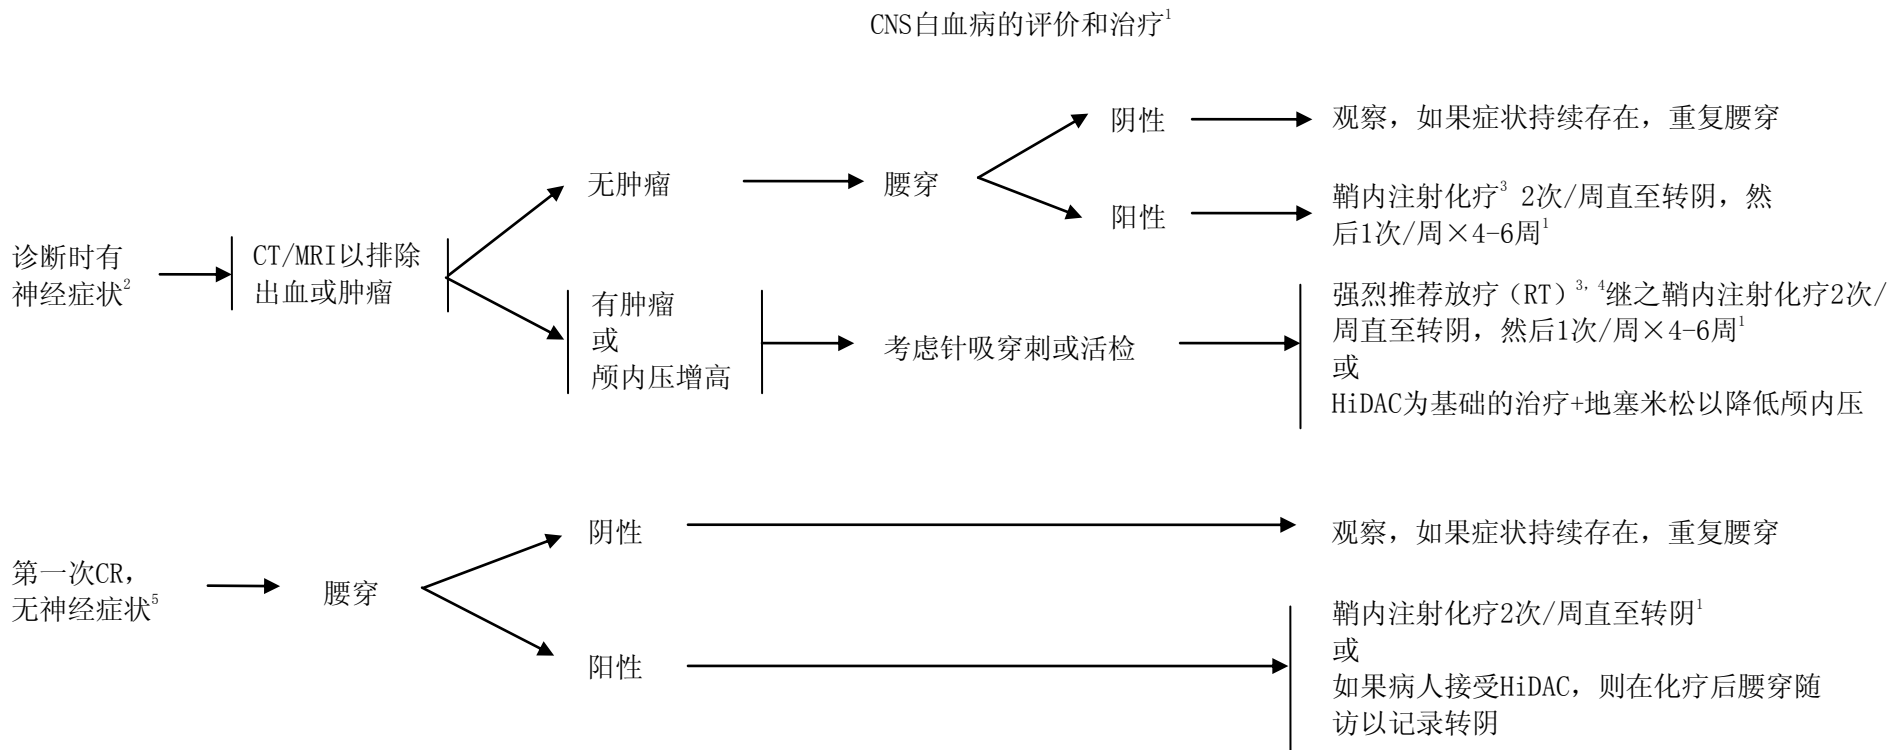 CNS白血病的评价和治疗¹
诊断时有
神经症状²
CT/MRI以排除
出血或肿瘤
无肿瘤
腰穿
阴性
观察，如果症状持续存在，重复腰穿
阳性
鞘内注射化疗³ 2次/周直至转阴，然
后1次/周×4-6周¹
有肿瘤
或
颅内压增高
考虑针吸穿刺或活检
强烈推荐放疗（RT）³，⁴继之鞘内注射化疗2次/
周直至转阴，然后1次/周×4-6周¹
或
HiDAC为基础的治疗+地塞米松以降低颅内压
第一次CR，
无神经症状⁵
腰穿
阴性
观察，如果症状持续存在，重复腰穿
阳性
鞘内注射化疗2次/周直至转阴¹
或
如果病人接受HiDAC，则在化疗后腰穿随
访以记录转阴